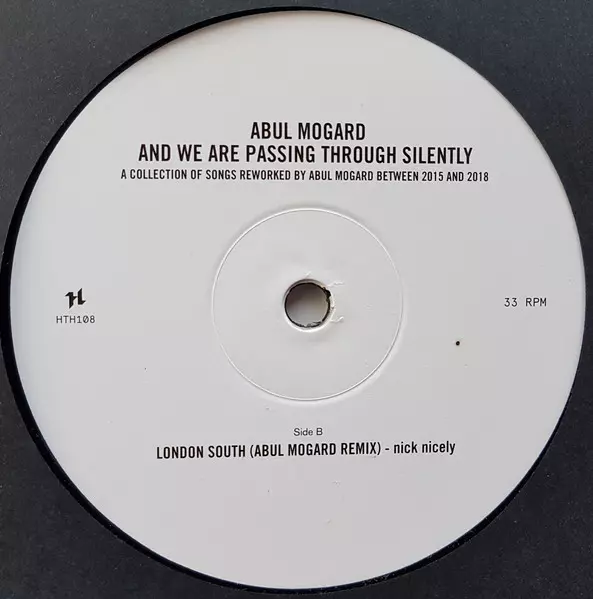 ABUL MOGARD
AND WE ARE PASSING THROUGH SILENTLY
A COLLECTION OF SONGS REWORKED BY ABUL MOGARD BETWEEN 2015 AND 2018
HTH108
33 RPM
Side B
LONDON SOUTH (ABUL MOGARD REMIX) - nick nicely